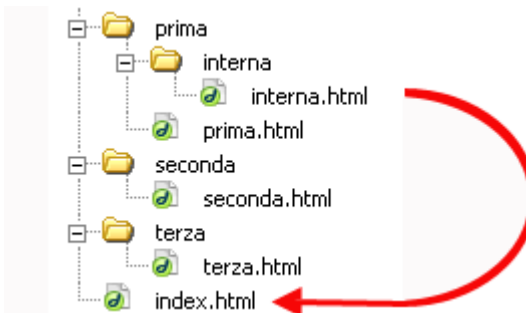 prima
interna
interna.html
prima.html
seconda
seconda.html
terza
terza.html
index.html